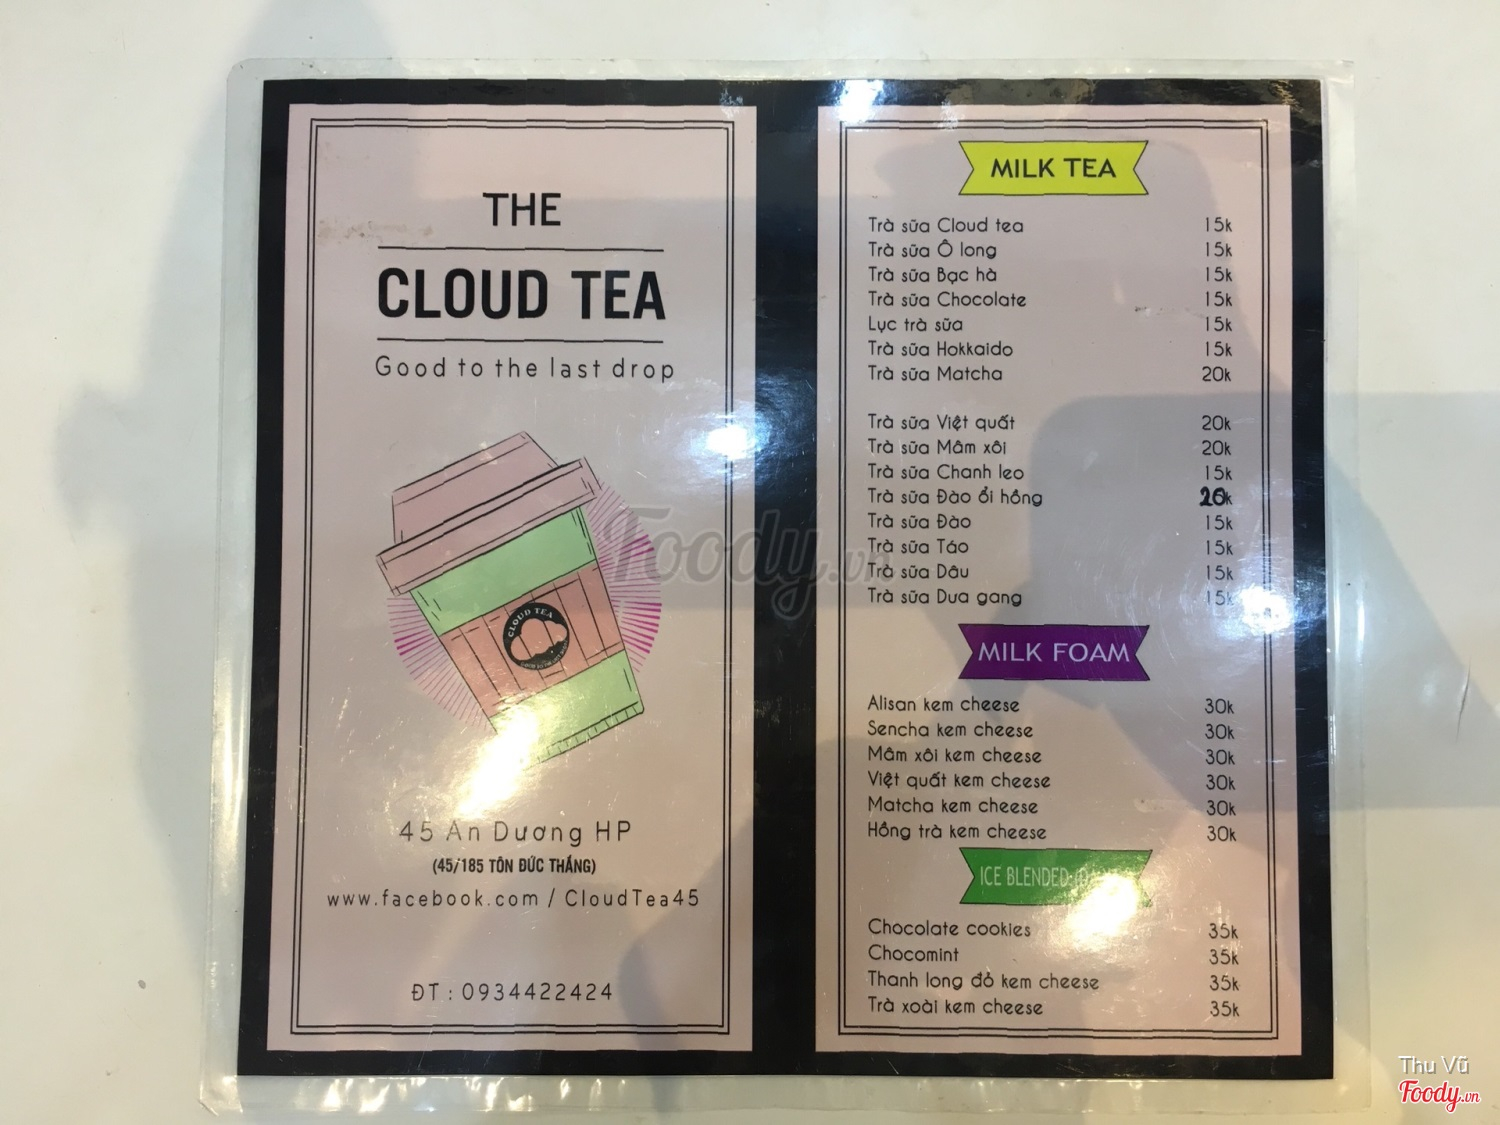 THE
CLOUD TEA
Good to the last drop
CLOUD TEA
45 An Dương HP
(45/185 TÔN ĐỨC THẮNG)
www.facebook.com / CloudTea45
ĐT : 0934422424
MILK TEA
Trà sữa Cloud tea 15k
Trà sữa Ô long 15k
Trà sữa Bạc hà 15k
Trà sữa Chocolate 15k
Lục trà sữa 15k
Trà sữa Hokkaido 15k
Trà sữa Matcha 20k
Trà sữa Việt quất 20k
Trà sữa Mâm xôi 20k
Trà sữa Chanh leo 15k
Trà sữa Đào ổi hồng 20k
Trà sữa Đào 15k
Trà sữa Táo 15k
Trà sữa Dâu 15k
Trà sữa Dưa gang 15k
MILK FOAM
Alisan kem cheese 30k
Sencha kem cheese 30k
Mâm xôi kem cheese 30k
Việt quất kem cheese 30k
Matcha kem cheese 30k
Hồng trà kem cheese 30k
ICE BLENDED
Chocolate cookies 35k
Chocomint 35k
Thanh long đỏ kem cheese 35k
Trà xoài kem cheese 35k
Foody.vn
Thu Vũ
Foody.vn